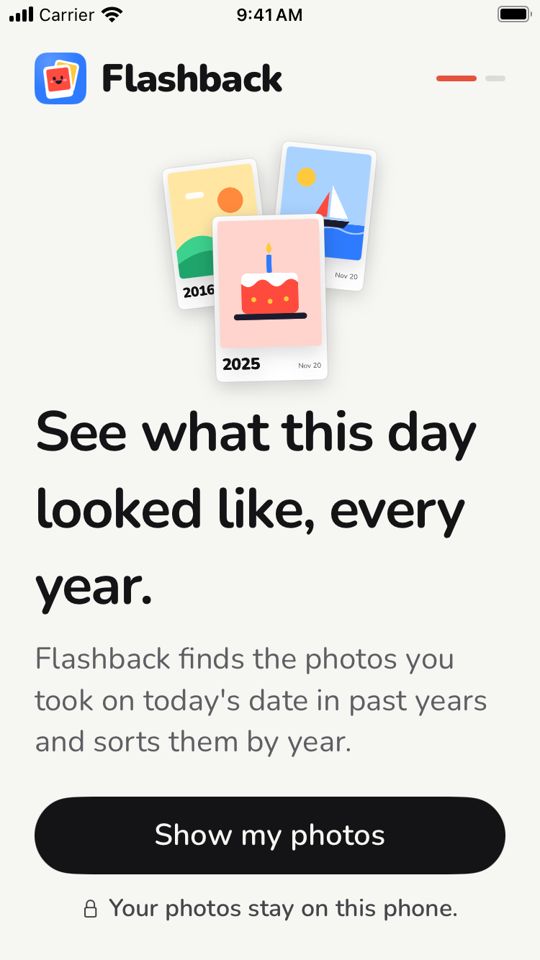 Carrier
9:41 AM
Flashback
2016
Nov 20
2025
Nov 20
See what this day
looked like, every
year.
Flashback finds the photos you
took on today's date in past years
and sorts them by year.
Show my photos
Your photos stay on this phone.